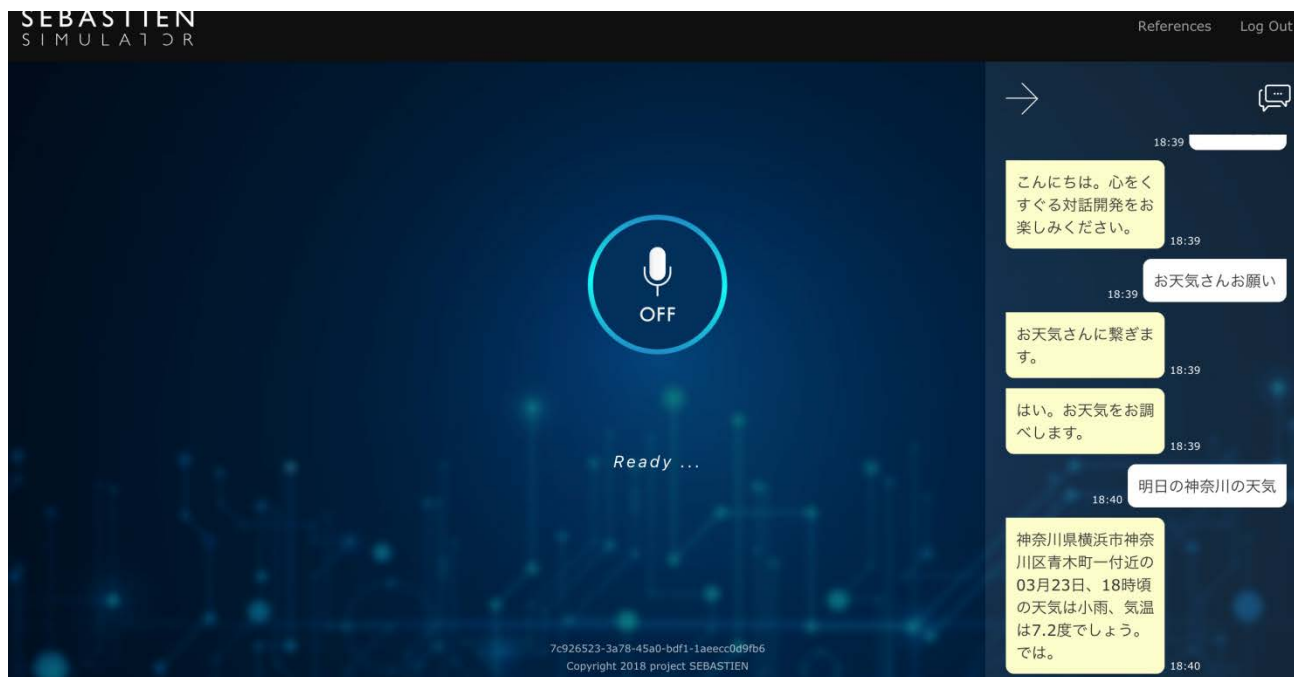 SEBASTIEN
SIMULATOR
References
Log Out
OFF
Ready ...
7c926523-3a78-45a0-bdf1-1aeecc0d9fb6
Copyright 2018 project SEBASTIEN
18:39
こんにちは。心をく
すぐる対話開発をお
楽しみください。
18:39
お天気さんお願い
18:39
お天気さんに繋ぎま
す。
18:39
はい。お天気をお調
べします。
18:39
明日の神奈川の天気
18:40
神奈川県横浜市神奈
川区青木町一付近の
03月23日、18時頃
の天気は小雨、気温
は7.2度でしょう。
では。
18:40